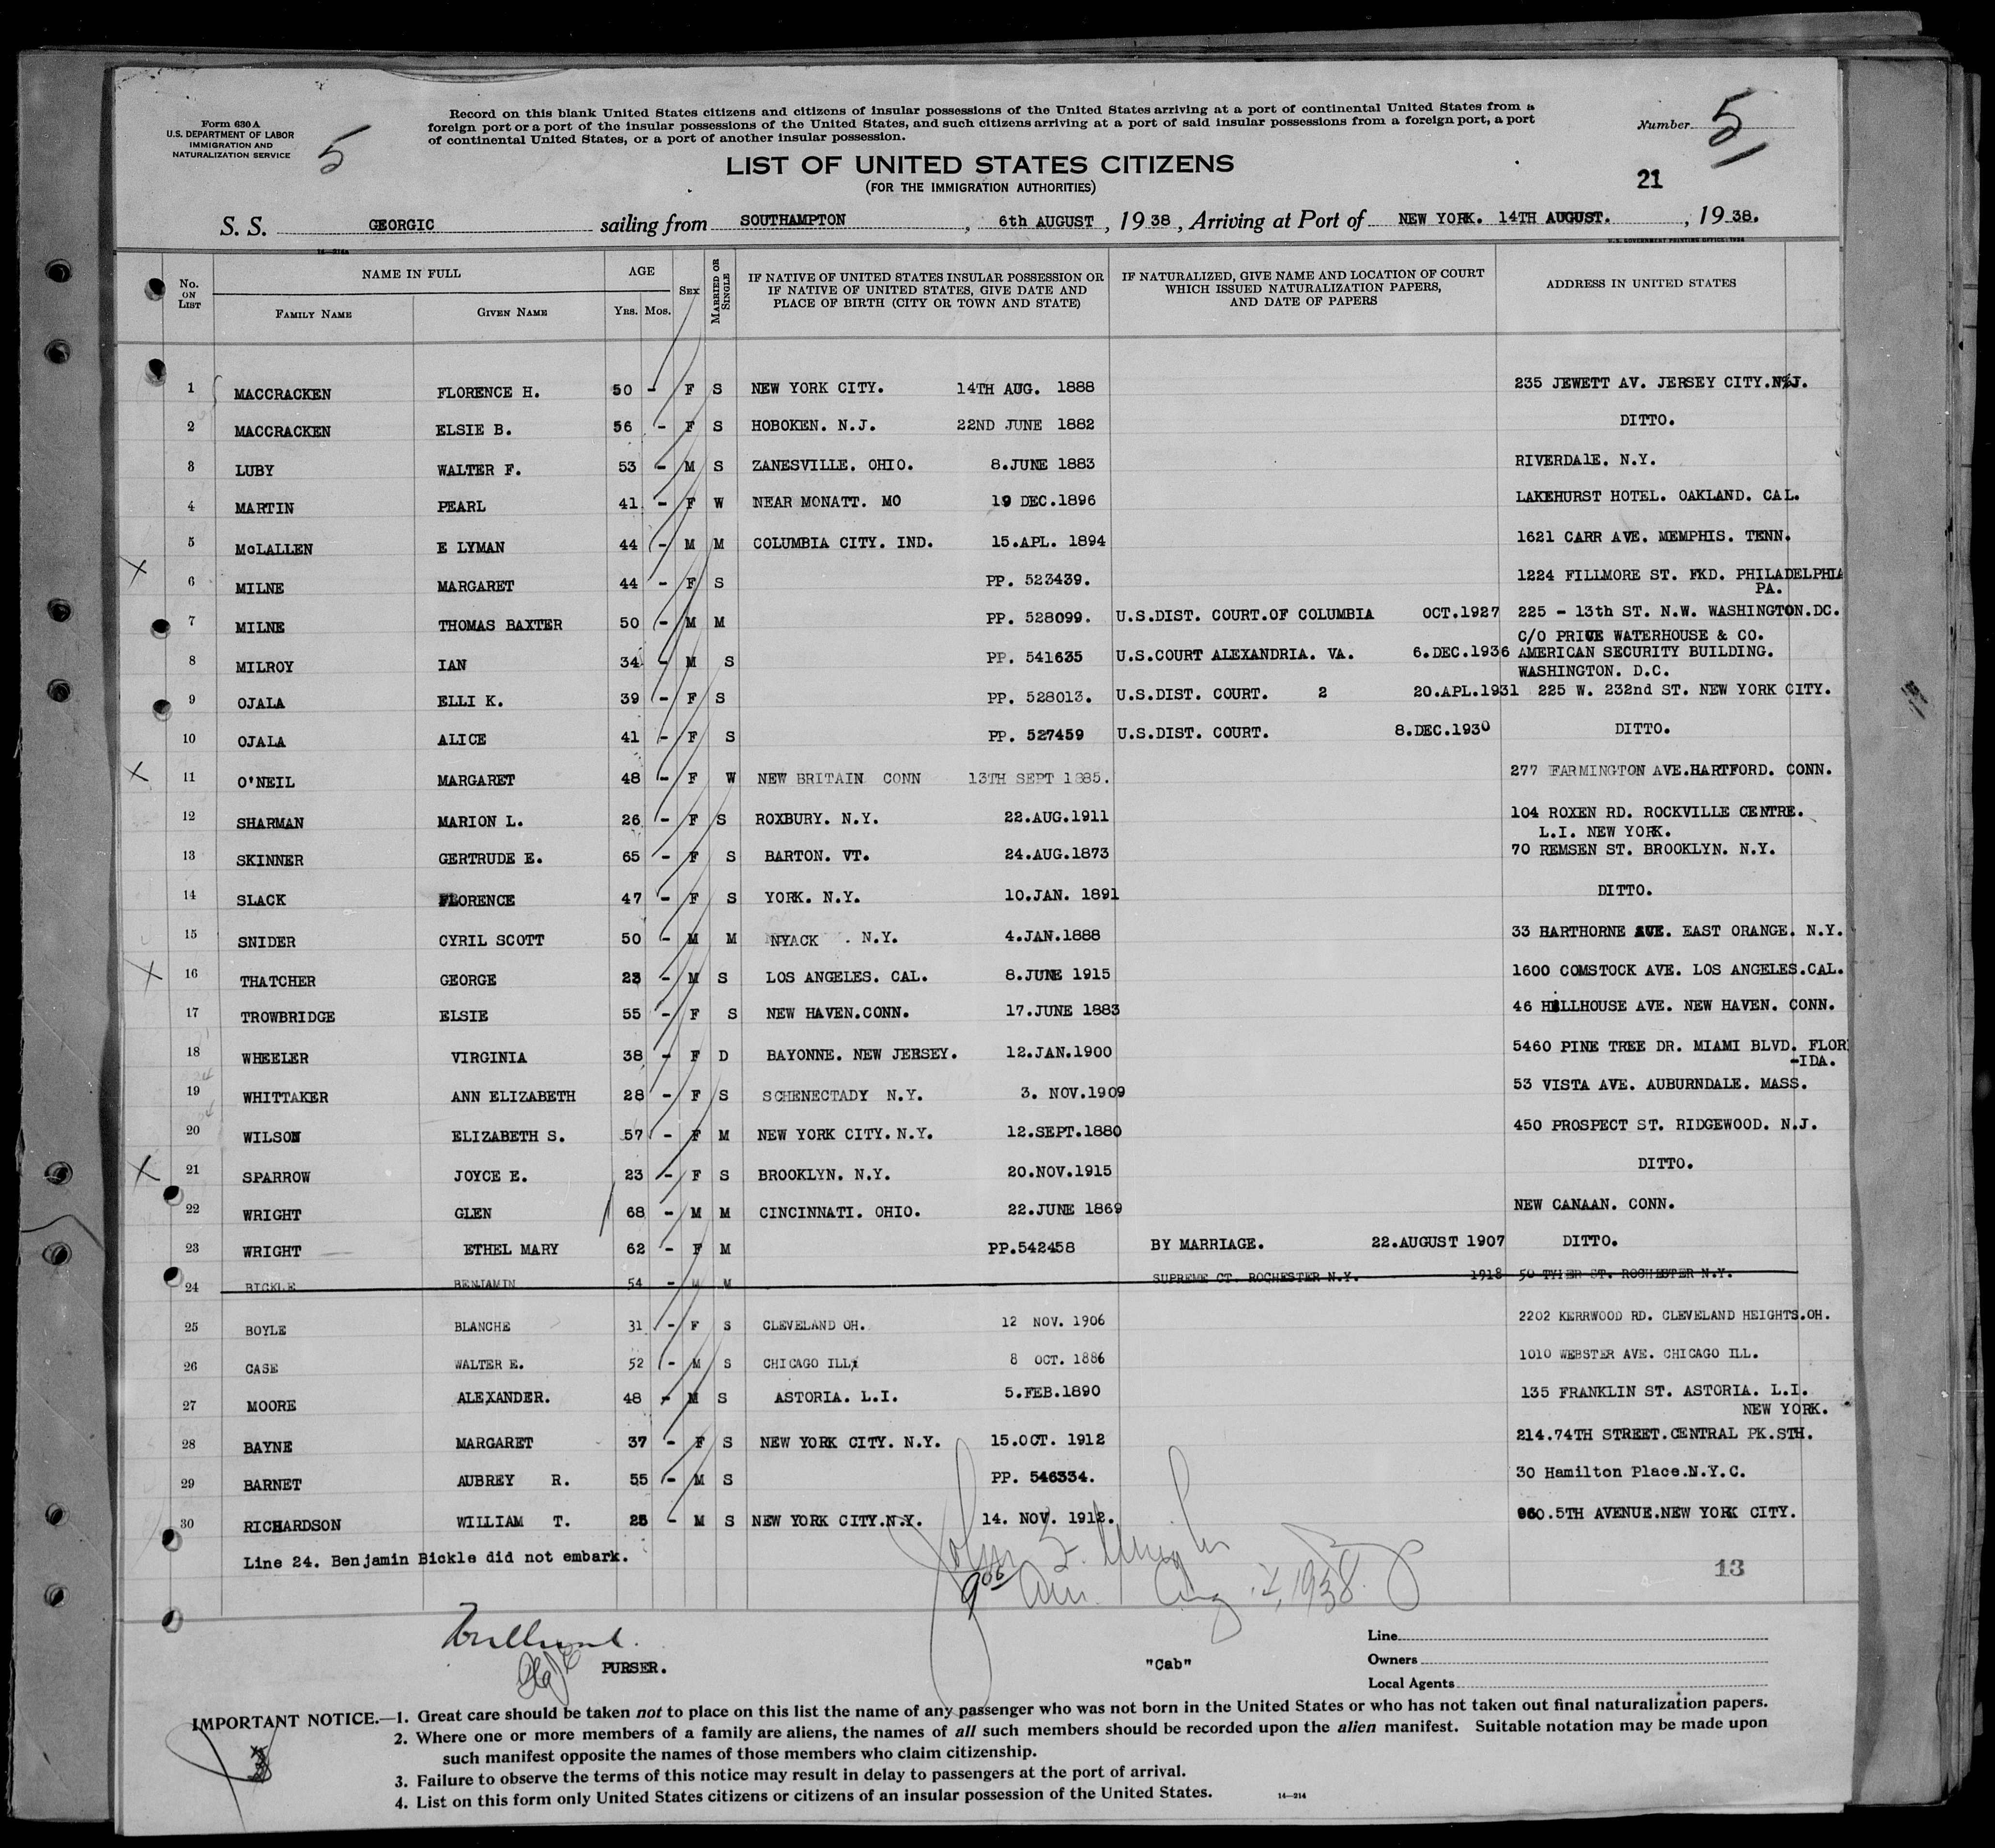 Form 630 A
U.S. DEPARTMENT OF LABOR
IMMIGRATION AND
NATURALIZATION SERVICE
5
Record on this blank United States citizens and citizens of insular possessions of the United States arriving at a port of continental United States from a
foreign port or a port of the insular possessions of the United States, and such citizens arriving at a port of said insular possessions from a foreign port, a port
of continental United States, or a port of another insular possession.
Number 5
LIST OF UNITED STATES CITIZENS
(FOR THE IMMIGRATION AUTHORITIES)
21
S. S. GEORGIC sailing from SOUTHAMPTON, 6th AUGUST, 1938, Arriving at Port of NEW YORK. 14TH AUGUST., 1938.
No. ON LIST NAME IN FULL FAMILY NAME GIVEN NAME AGE YRS. MOS. SEX MARRIED OR SINGLE IF NATIVE OF UNITED STATES INSULAR POSSESSION OR IF NATIVE OF UNITED STATES, GIVE DATE AND PLACE OF BIRTH (CITY OR TOWN AND STATE) IF NATURALIZED, GIVE NAME AND LOCATION OF COURT WHICH ISSUED NATURALIZATION PAPERS, AND DATE OF PAPERS ADDRESS IN UNITED STATES
1 MACCRACKEN FLORENCE H. 50 - F S NEW YORK CITY. 14TH AUG. 1888 235 JEWETT AV. JERSEY CITY.N.J.
2 MACCRACKEN ELSIE B. 56 - F S HOBOKEN. N.J. 22ND JUNE 1882 DITTO.
3 LUBY WALTER F. 53 - M S ZANESVILLE. OHIO. 8.JUNE 1883 RIVERDAlE. N.Y.
4 MARTIN PEARL 41 - F W NEAR MONATT. MO 19 DEC.1896 LAKEHURST HOTEL. OAKLAND. CAL.
5 McLALLEN E LYMAN 44 - M M COLUMBIA CITY. IND. 15.APL. 1894 1621 CARR AVE. MEMPHIS. TENN.
6 MILNE MARGARET 44 - F S PP. 523439. 1224 FILLMORE ST. FKD. PHILADELPHIA
PA.
7 MILNE THOMAS BAXTER 50 - M M PP. 528099. U.S.DIST. COURT.OF COLUMBIA OCT.1927 225 - 13th ST. N.W. WASHINGTON.DC.
C/O PRICE WATERHOUSE & CO.
8 MILROY IAN 34 - M S PP. 541635 U.S.COURT ALEXANDRIA. VA. 6.DEC.1936 AMERICAN SECURITY BUILDING.
WASHINGTON. D.C.
9 OJALA ELLI K. 39 - F S PP. 528013. U.S.DIST. COURT. 2 20.APL.1931 225 W. 232nd ST. NEW YORK CITY.
10 OJALA ALICE 41 - F S PP. 527459 U.S.DIST. COURT. 8.DEC.1930 DITTO.
11 O'NEIL MARGARET 48 - F W NEW BRITAIN CONN 13TH SEPT 1885. 277 FARMINGTON AVE.HARTFORD. CONN.
12 SHARMAN MARION L. 26 - F S ROXBURY. N.Y. 22.AUG.1911 104 ROXEN RD. ROCKVILLE CENTRE.
L.I. NEW YORK.
13 SKINNER GERTRUDE E. 65 - F S BARTON. VT. 24.AUG.1873 70 REMSEN ST. BROOKLYN. N.Y.
14 SLACK FLORENCE 47 - F S YORK. N.Y. 10.JAN. 1891 DITTO.
15 SNIDER CYRIL SCOTT 50 - M M NYACK . N.Y. 4.JAN.1888 33 HARTHORNE AVE. EAST ORANGE. N.Y.
16 THATCHER GEORGE 23 - M S LOS ANGELES. CAL. 8.JUNE 1915 1600 COMSTOCK AVE. LOS ANGELES.CAL.
17 TROWBRIDGE ELSIE 55 - F S NEW HAVEN.CONN. 17.JUNE 1883 46 HILLHOUSE AVE. NEW HAVEN. CONN.
18 WHEELER VIRGINIA 38 - F D BAYONNE. NEW JERSEY. 12.JAN.1900 5460 PINE TREE DR. MIAMI BLVD. FLOR
-IDA.
19 WHITTAKER ANN ELIZABETH 28 - F S SCHENECTADY N.Y. 3. NOV.1909 53 VISTA AVE. AUBURNDALE. MASS.
20 WILSON ELIZABETH S. 57 - F M NEW YORK CITY.N.Y. 12.SEPT.1880 450 PROSPECT ST. RIDGEWOOD. N.J.
21 SPARROW JOYCE E. 23 - F S BROOKLYN. N.Y. 20.NOV.1915 DITTO.
22 WRIGHT GLEN 68 - M M CINCINNATI. OHIO. 22.JUNE 1869 NEW CANAAN. CONN.
23 WRIGHT ETHEL MARY 62 - F M PP.542458 BY MARRIAGE. 22.AUGUST 1907 DITTO.
24 BICKLE BENJAMIN 54 - M M SUPREME CT. ROCHESTER N.Y. 1918 50 TYLER ST. ROCHESTER N.Y.
25 BOYLE BLANCHE 31 - F S CLEVELAND OH. 12 NOV. 1906 2202 KERRWOOD RD. CLEVELAND HEIGHTS.OH.
26 CASE WALTER E. 52 - M S CHICAGO ILL. 8 OCT. 1886 1010 WEBSTER AVE. CHICAGO ILL.
27 MOORE ALEXANDER. 48 - M S ASTORIA. L.I. 5.FEB.1890 135 FRANKLIN ST. ASTORIA. L.I.
NEW YORK.
28 BAYNE MARGARET 37 - F S NEW YORK CITY. N.Y. 15.OCT. 1912 214.74TH STREET.CENTRAL PK.STH.
29 BARNET AUBREY R. 55 - M S PP. 546334. 30 Hamilton Place.N.Y.C.
30 RICHARDSON WILLIAM T. 25 - M S NEW YORK CITY.N.Y. 14. NOV. 1912. 960.5TH AVENUE.NEW YORK CITY.
Line 24. Benjamin Bickle did not embark.
13
PURSER.
"Cab"
Line
Owners
Local Agents
IMPORTANT NOTICE.—1. Great care should be taken not to place on this list the name of any passenger who was not born in the United States or who has not taken out final naturalization papers.
2. Where one or more members of a family are aliens, the names of all such members should be recorded upon the alien manifest. Suitable notation may be made upon
such manifest opposite the names of those members who claim citizenship.
3. Failure to observe the terms of this notice may result in delay to passengers at the port of arrival.
4. List on this form only United States citizens or citizens of an insular possession of the United States.
14—214